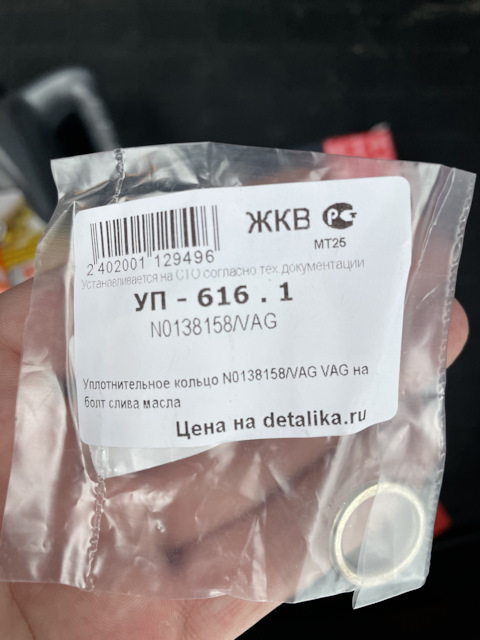 ЖКВ РСТ
МТ25
2 402001 129496
Устанавливается на СТО согласно тех.документации
УП - 616 . 1
N0138158/VAG
Уплотнительное кольцо N0138158/VAG VAG на
болт слива масла
Цена на detalika.ru